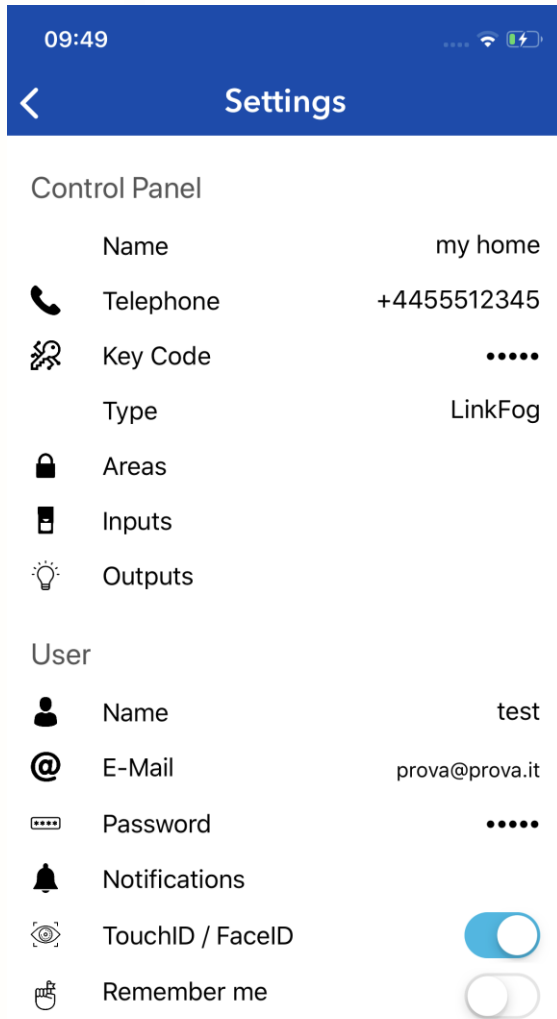 09:49
Settings
Control Panel
Name my home
Telephone +4455512345
Key Code •••••
Type LinkFog
Areas
Inputs
Outputs
User
Name test
E-Mail prova@prova.it
Password •••••
Notifications
TouchID / FaceID
Remember me